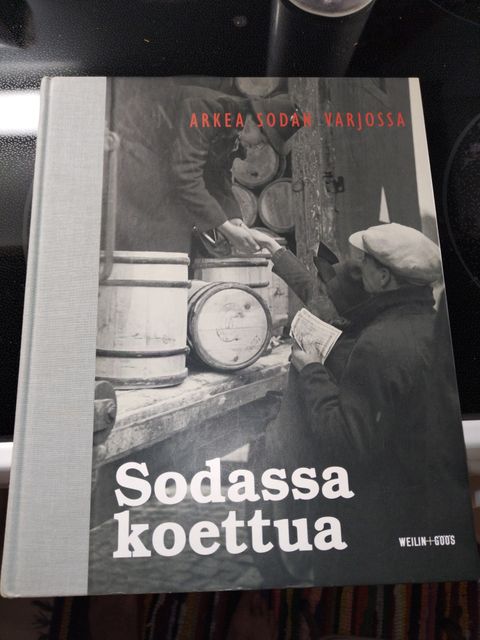 ARKEA SODAN VARJOSSA
Sodassa
koettua
WEILIN+GÖÖS